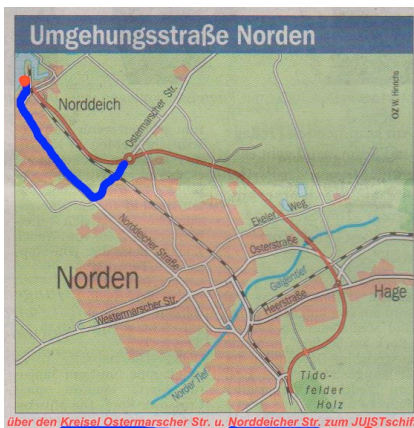 Umgehungsstraße Norden
OZ W. Hinrichs
Norddeich
Ostermarscher Str.
Norddeicher Straße
Ekeler Weg
Osterstraße
Norden
Galgentief
Hage
Westermarscher Str.
Heerstraße
Norder Tief
Tido-
felder
Holz
über den Kreisel Ostermarscher Str. u. Norddeicher Str. zum JUISTschif